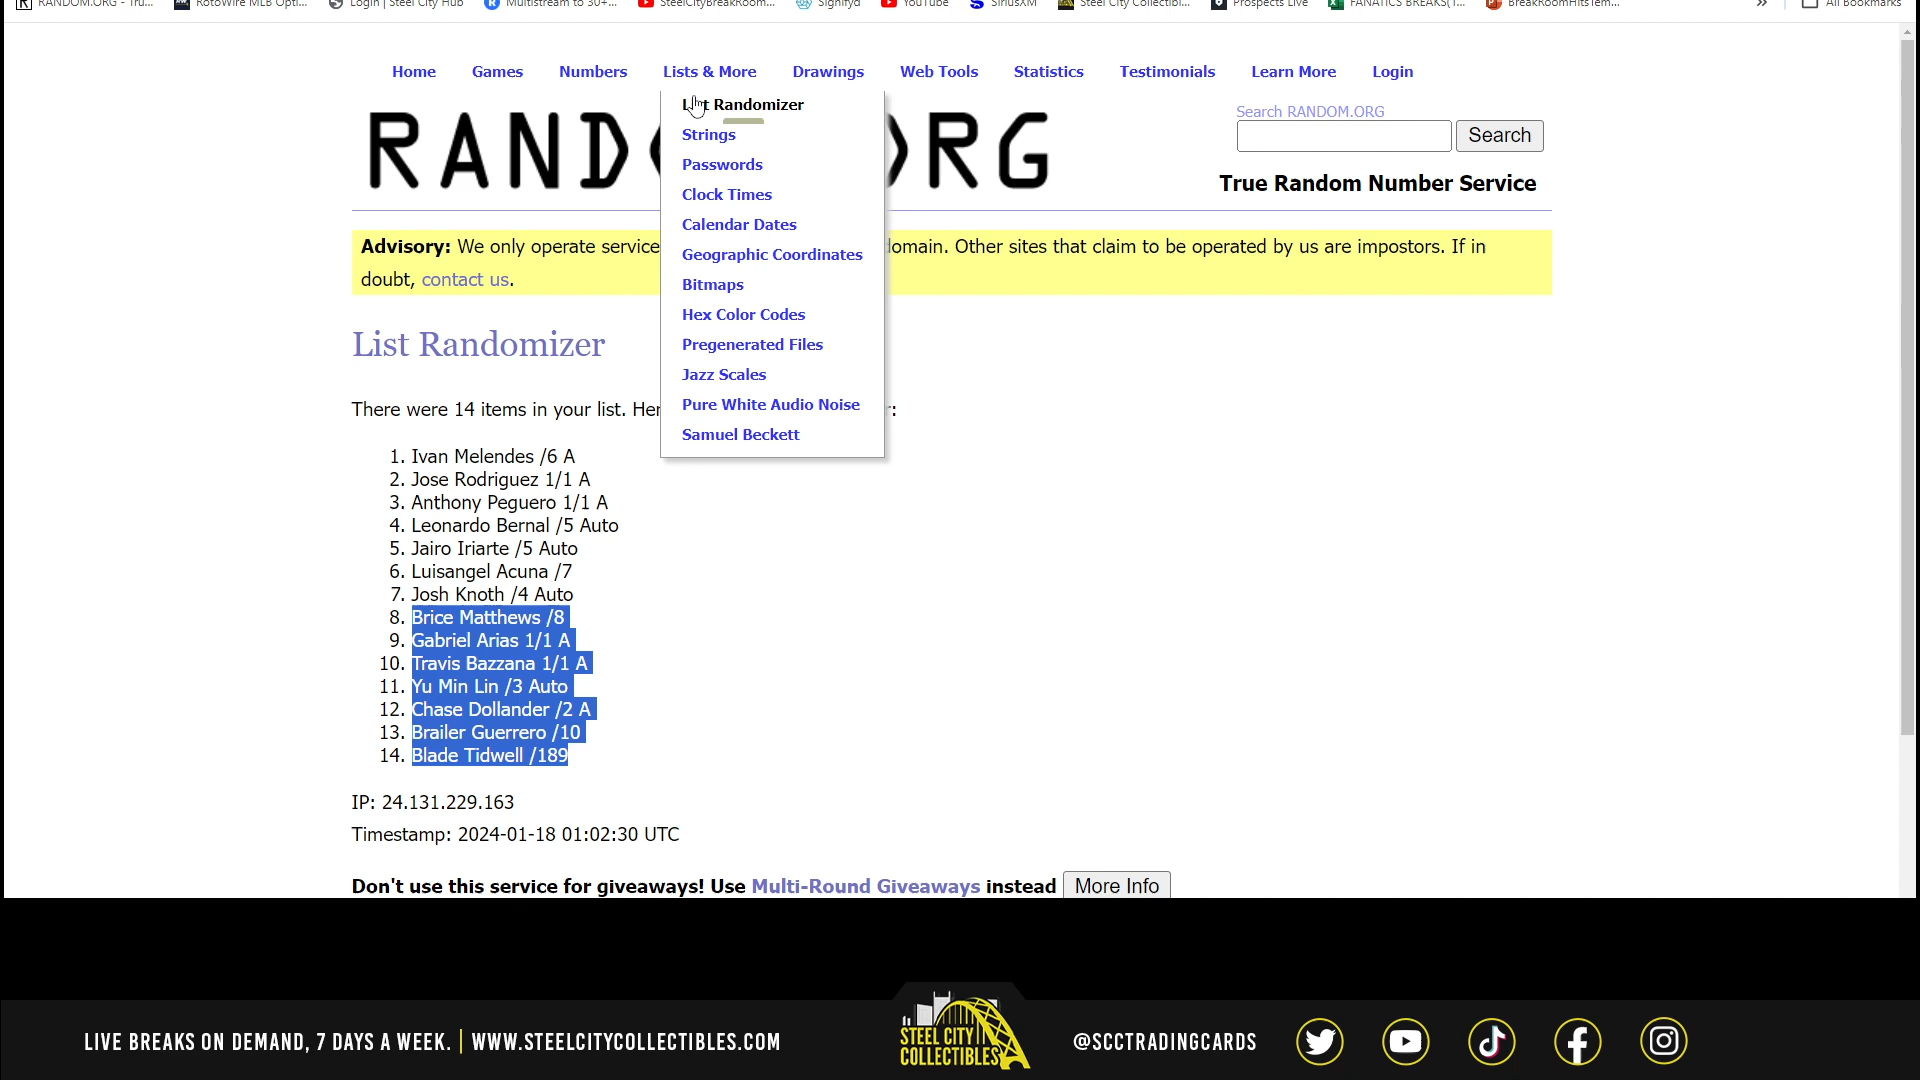 RANDOM.ORG - Tru... RotoWire MLB Opti... Login | Steel City Hub Multistream to 30+... SteelCityBreakRoom... Signifyd YouTube SiriusXM Steel City Collectibl... Prospects Live FANATICS BREAKS(1... BreakRoomHitsTem... » All Bookmarks
Home Games Numbers Lists & More Drawings Web Tools Statistics Testimonials Learn More Login
List Randomizer
Strings
Passwords
Clock Times
Calendar Dates
Geographic Coordinates
Bitmaps
Hex Color Codes
Pregenerated Files
Jazz Scales
Pure White Audio Noise
Samuel Beckett
RAND RG
Search RANDOM.ORG
Search
True Random Number Service
Advisory: We only operate service omain. Other sites that claim to be operated by us are impostors. If in
doubt, contact us.
List Randomizer
There were 14 items in your list. Her :
1. Ivan Melendes /6 A
2. Jose Rodriguez 1/1 A
3. Anthony Peguero 1/1 A
4. Leonardo Bernal /5 Auto
5. Jairo Iriarte /5 Auto
6. Luisangel Acuna /7
7. Josh Knoth /4 Auto
8. Brice Matthews /8
9. Gabriel Arias 1/1 A
10. Travis Bazzana 1/1 A
11. Yu Min Lin /3 Auto
12. Chase Dollander /2 A
13. Brailer Guerrero /10
14. Blade Tidwell /189
IP: 24.131.229.163
Timestamp: 2024-01-18 01:02:30 UTC
Don't use this service for giveaways! Use Multi-Round Giveaways instead More Info
LIVE BREAKS ON DEMAND, 7 DAYS A WEEK. | WWW.STEELCITYCOLLECTIBLES.COM
STEEL CITY
COLLECTIBLES
@SCCTRADINGCARDS